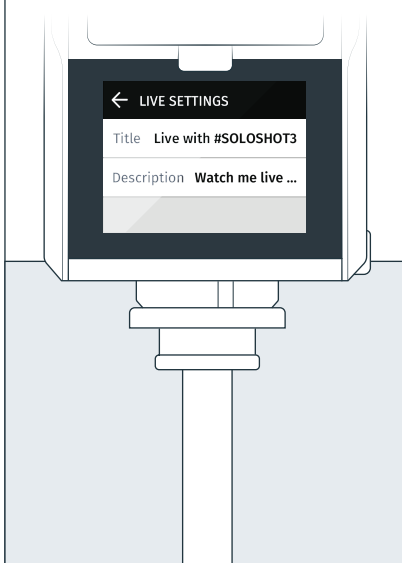 LIVE SETTINGS
Title Live with #SOLOSHOT3
Description Watch me live ...